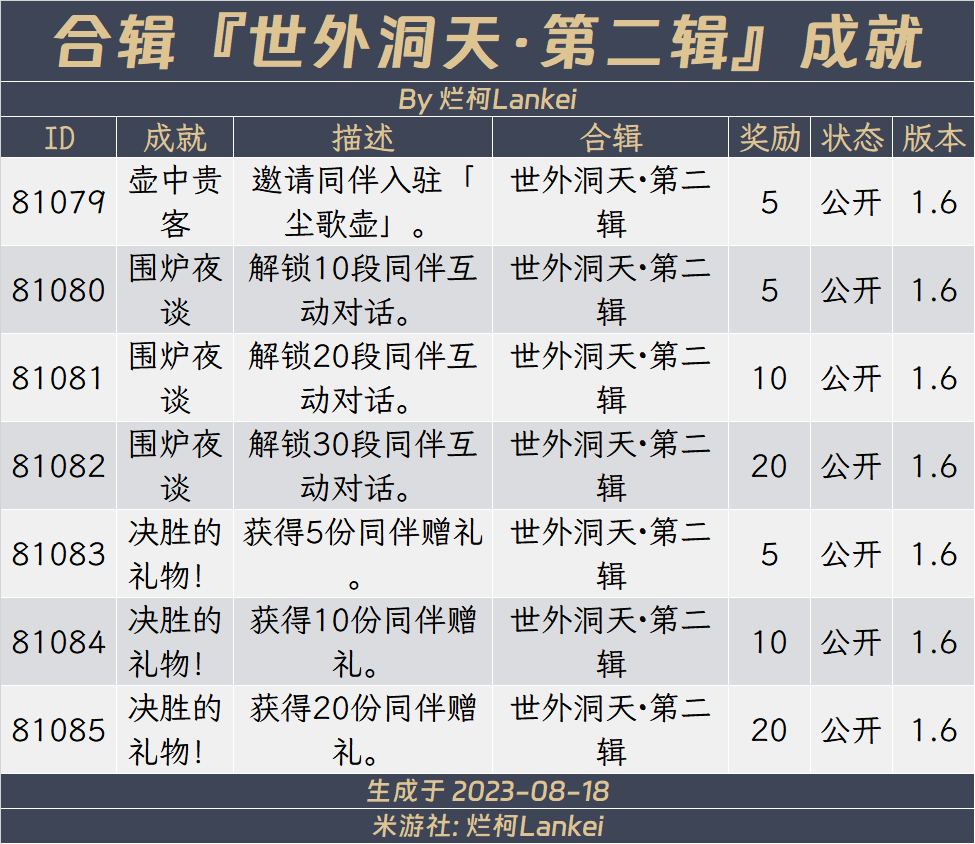 合辑『世外洞天·第二辑』成就
By 烂柯Lankei
ID 成就 描述 合辑 奖励 状态 版本
81079 壶中贵客 邀请同伴入驻「尘歌壶」。 世外洞天·第二辑 5 公开 1.6
81080 围炉夜谈 解锁10段同伴互动对话。 世外洞天·第二辑 5 公开 1.6
81081 围炉夜谈 解锁20段同伴互动对话。 世外洞天·第二辑 10 公开 1.6
81082 围炉夜谈 解锁30段同伴互动对话。 世外洞天·第二辑 20 公开 1.6
81083 决胜的礼物！ 获得5份同伴赠礼。 世外洞天·第二辑 5 公开 1.6
81084 决胜的礼物！ 获得10份同伴赠礼。 世外洞天·第二辑 10 公开 1.6
81085 决胜的礼物！ 获得20份同伴赠礼。 世外洞天·第二辑 20 公开 1.6
生成于 2023-08-18
米游社: 烂柯Lankei